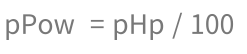 pPow = pHp / 100